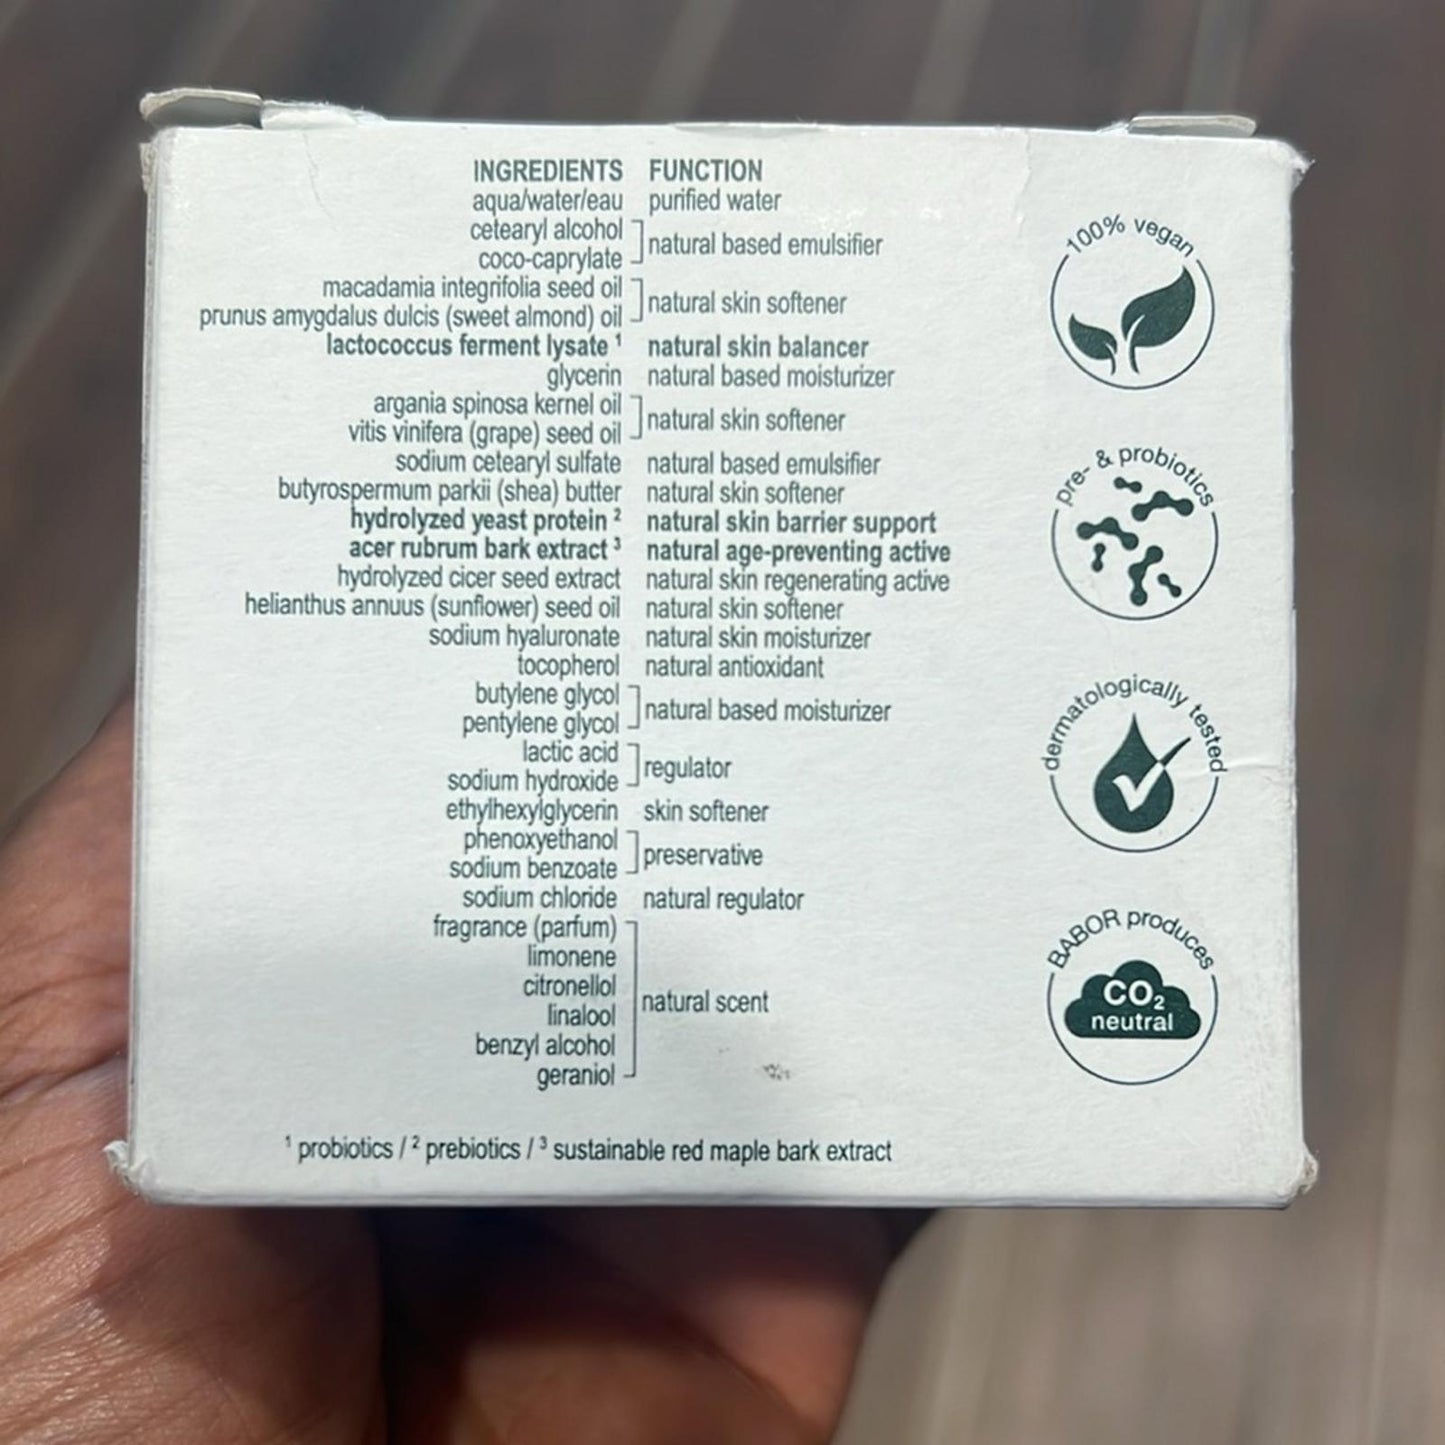 INGREDIENTS FUNCTION
aqua/water/eau purified water
cetearyl alcohol
coco-caprylate
natural based emulsifier
macadamia integrifolia seed oil
prunus amygdalus dulcis (sweet almond) oil
natural skin softener
lactococcus ferment lysate ¹ natural skin balancer
glycerin natural based moisturizer
argania spinosa kernel oil
vitis vinifera (grape) seed oil
natural skin softener
sodium cetearyl sulfate natural based emulsifier
butyrospermum parkii (shea) butter natural skin softener
hydrolyzed yeast protein ² natural skin barrier support
acer rubrum bark extract ³ natural age-preventing active
hydrolyzed cicer seed extract natural skin regenerating active
helianthus annuus (sunflower) seed oil natural skin softener
sodium hyaluronate natural skin moisturizer
tocopherol natural antioxidant
butylene glycol
pentylene glycol
natural based moisturizer
lactic acid
sodium hydroxide
regulator
ethylhexylglycerin skin softener
phenoxyethanol
sodium benzoate
preservative
sodium chloride natural regulator
fragrance (parfum)
limonene
citronellol
linalool
benzyl alcohol
geraniol
natural scent
¹ probiotics / ² prebiotics / ³ sustainable red maple bark extract
100% vegan
pre- & probiotics
dermatologically tested
BABOR produces
CO₂
neutral